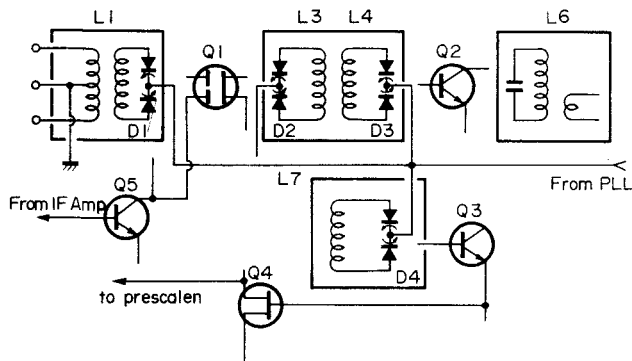 L1
L3
L4
L6
Q1
Q2
D1
D2
D3
L7
From PLL
Q5
From IF Amp
Q3
D4
Q4
to prescalen